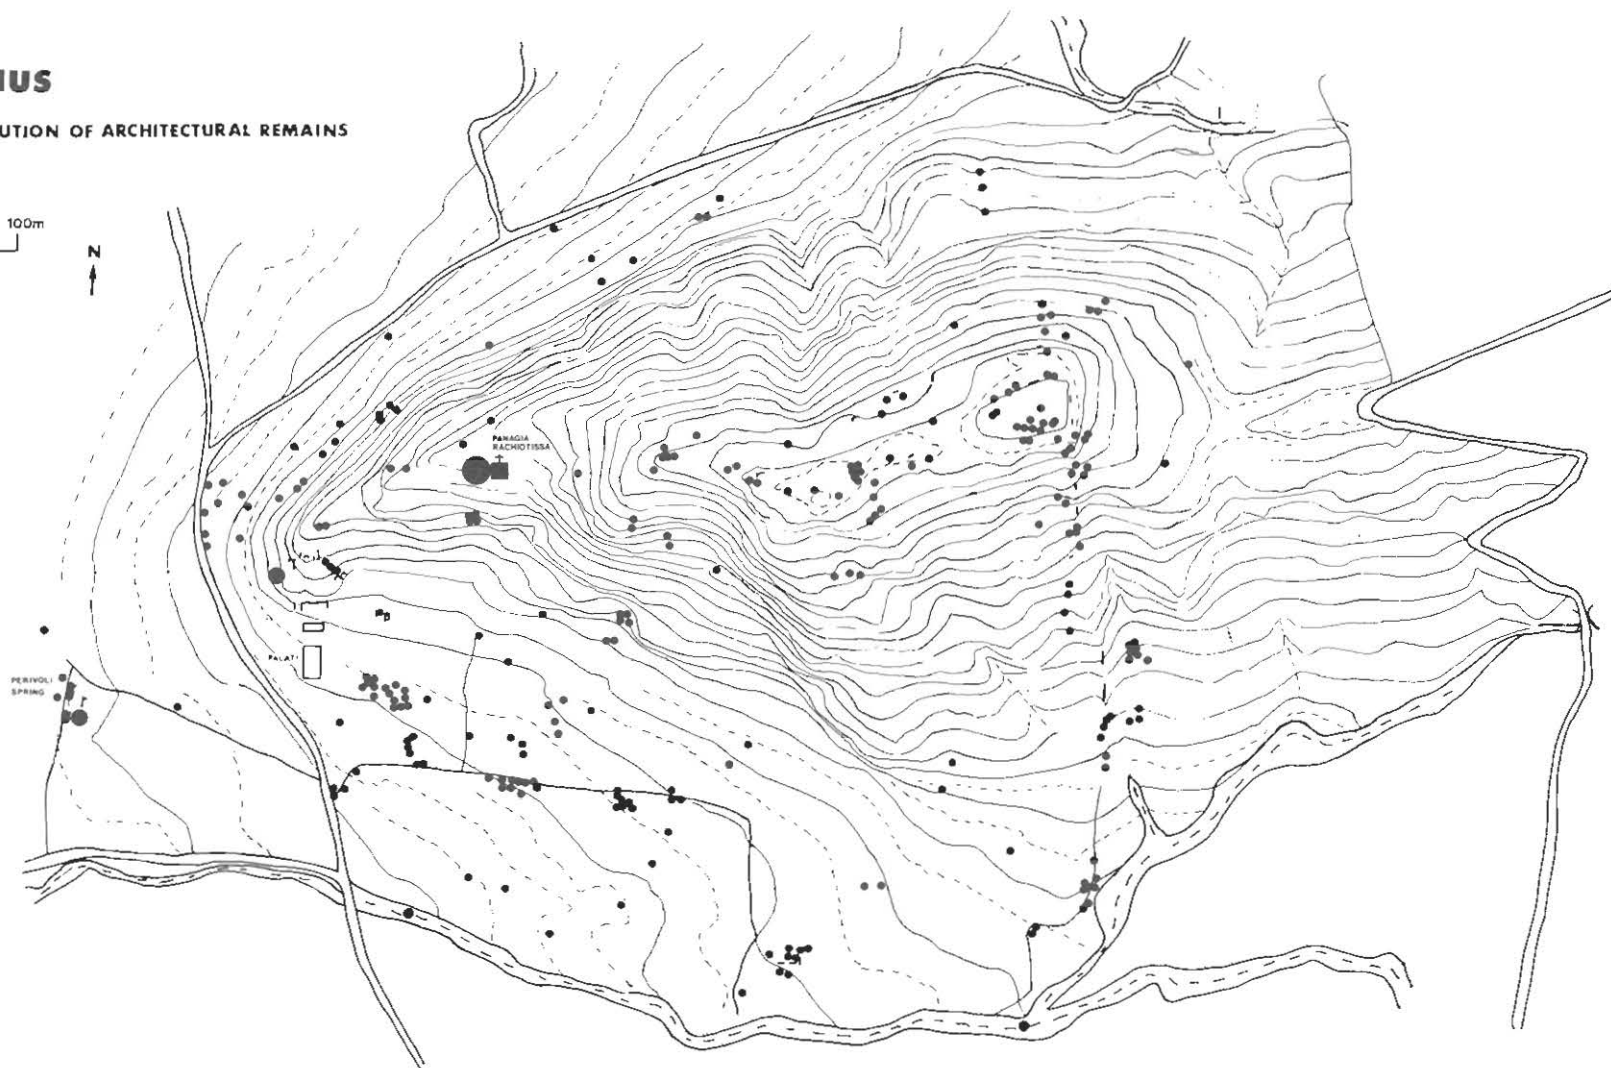 IUS
UTION OF ARCHITECTURAL REMAINS
100m
N
PANAGIA
RACHIOTISSA
PALATI
PERIVOLI
SPRING